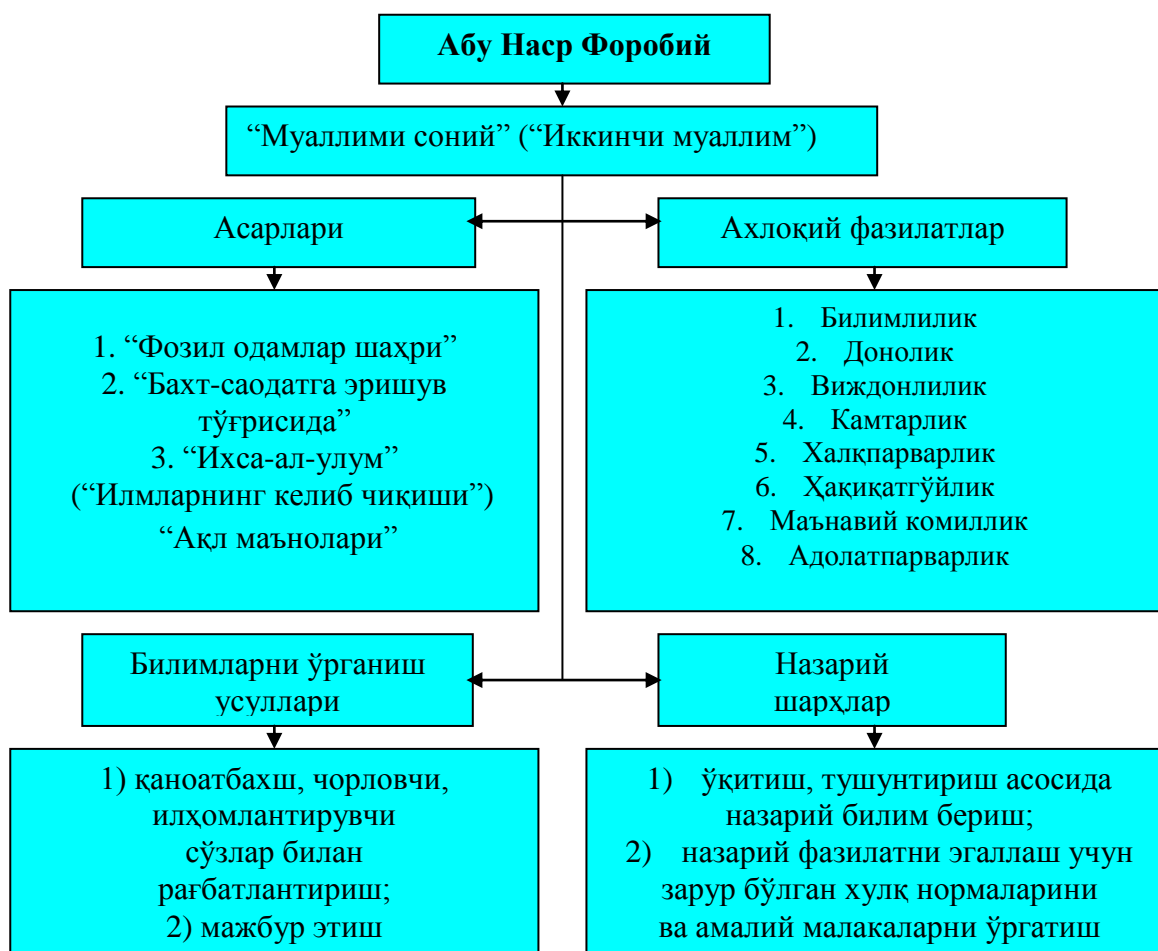 Абу Наср Форобий
“Муаллими соний” (“Иккинчи муаллим”)
Асарлари
1. “Фозил одамлар шаҳри”
2. “Бахт-саодатга эришув
тўғрисида”
3. “Ихса-ал-улум”
(“Илмларнинг келиб чиқиши”)
“Ақл маънолари”
Ахлоқий фазилатлар
1. Билимлилик
2. Донолик
3. Виждонлилик
4. Камтарлик
5. Халқпарварлик
6. Ҳақиқатгўйлик
7. Маънавий комиллик
8. Адолатпарварлик
Билимларни ўрганиш
усуллари
1) қаноатбахш, чорловчи,
илҳомлантирувчи
сўзлар билан
рағбатлантириш;
2) мажбур этиш
Назарий
шарҳлар
1) ўқитиш, тушунтириш асосида
назарий билим бериш;
2) назарий фазилатни эгаллаш учун
зарур бўлган хулқ нормаларини
ва амалий малакаларни ўргатиш